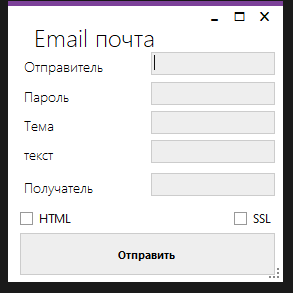 Email почта
Отправитель
Пароль
Тема
текст
Получатель
HTML SSL
Отправить